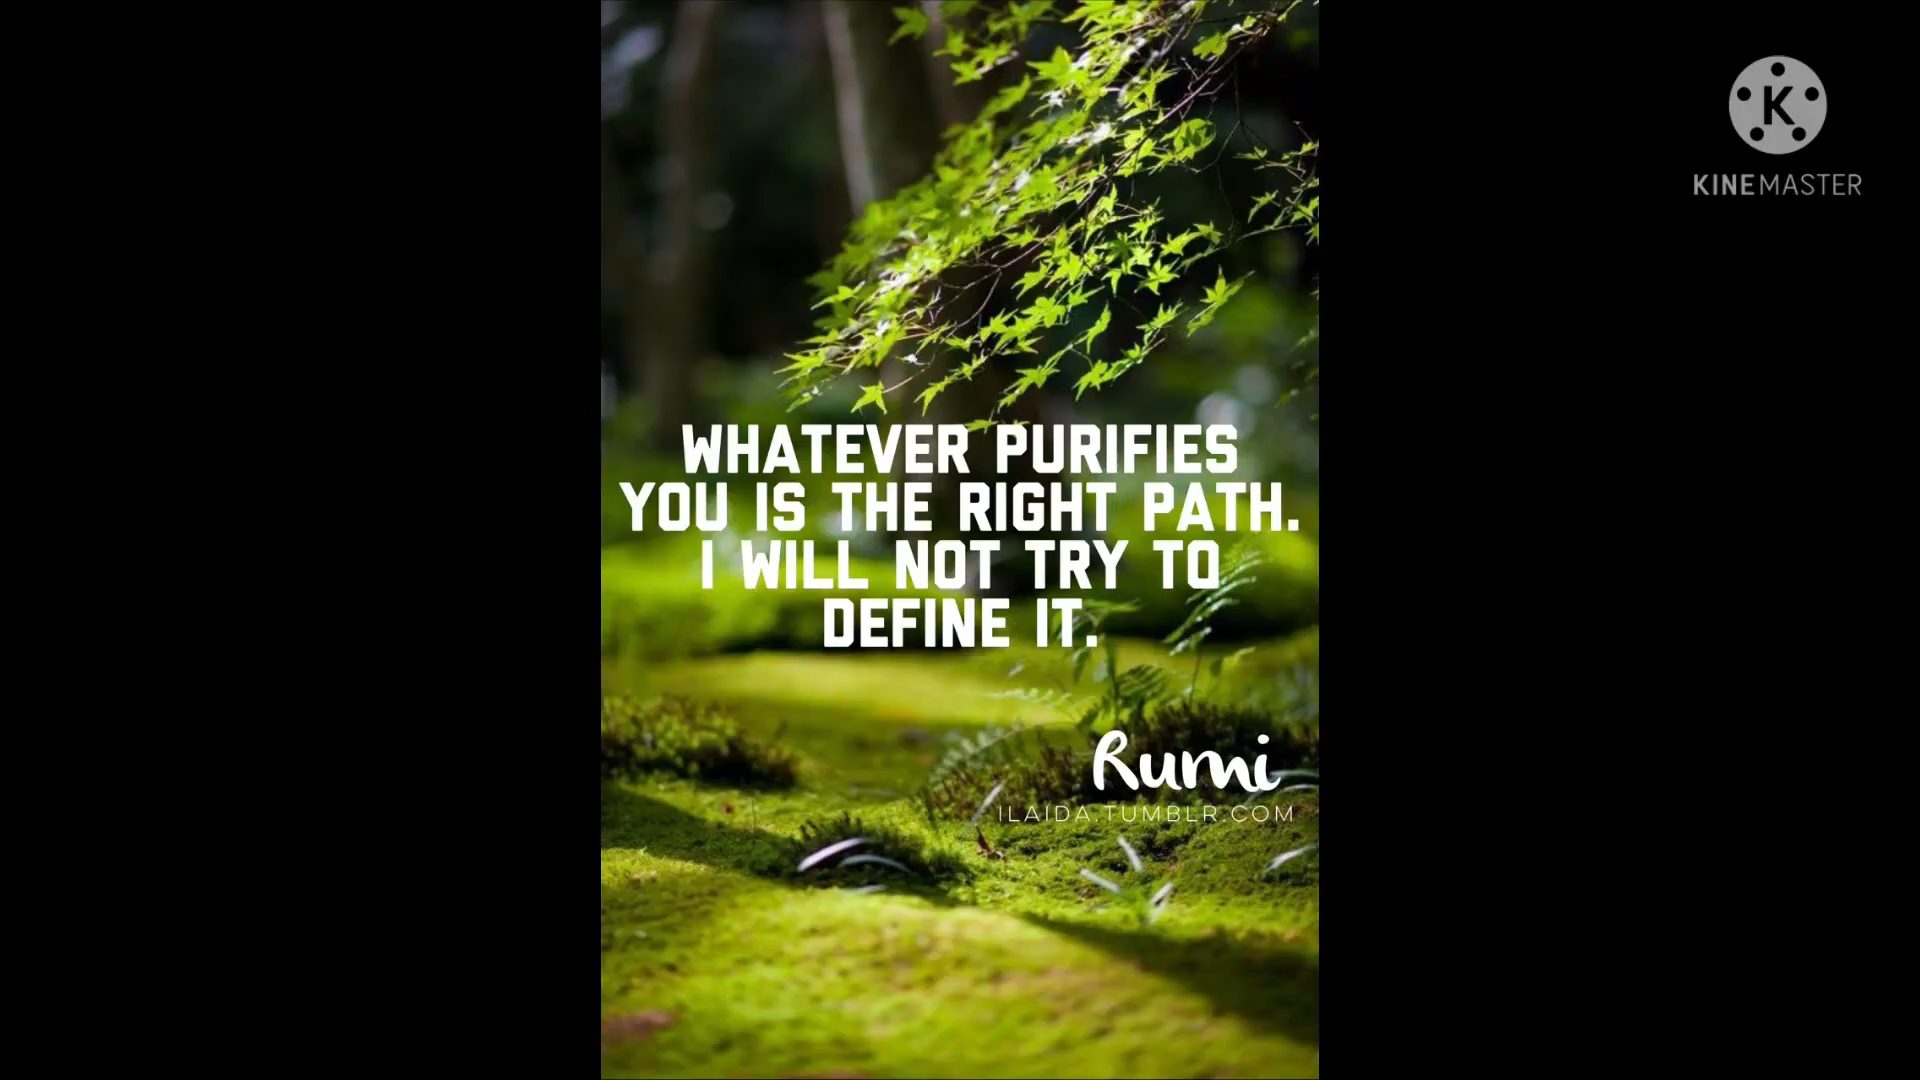 WHATEVER PURIFIES
YOU IS THE RIGHT PATH.
I WILL NOT TRY TO
DEFINE IT.
Rumi
ILAIDA.TUMBLR.COM
K
KINEMASTER